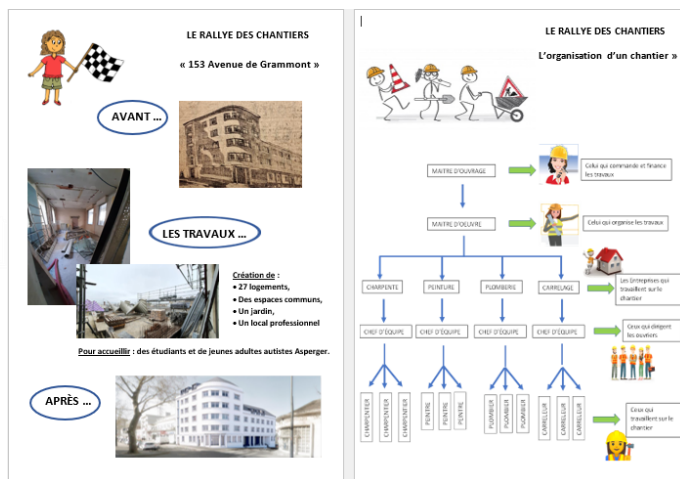 LE RALLYE DES CHANTIERS
« 153 Avenue de Grammont »
AVANT ...
LES TRAVAUX ...
Création de :
• 27 logements,
• Des espaces communs,
• Un jardin,
• Un local professionnel
Pour accueillir : des étudiants et de jeunes adultes autistes Asperger.
APRÈS ...
LE RALLYE DES CHANTIERS
L'organisation d'un chantier »
MAITRE D'OUVRAGE
Celui qui commande et finance
les travaux
MAITRE D'OEUVRE
Celui qui organise les travaux
CHARPENTE
PEINTURE
PLOMBERIE
CARRELAGE
Les Entreprises qui
travaillent sur le
chantier
CHEF D'ÉQUIPE
CHEF D'ÉQUIPE
CHEF D'ÉQUIPE
CHEF D'ÉQUIPE
Ceux qui dirigent
les ouvriers
CHARPENTIER
CHARPENTIER
CHARPENTIER
PEINTRE
PEINTRE
PEINTRE
PLOMBIER
PLOMBIER
PLOMBIER
CARRELEUR
CARRELEUR
CARRELEUR
Ceux qui
travaillent sur le
chantier